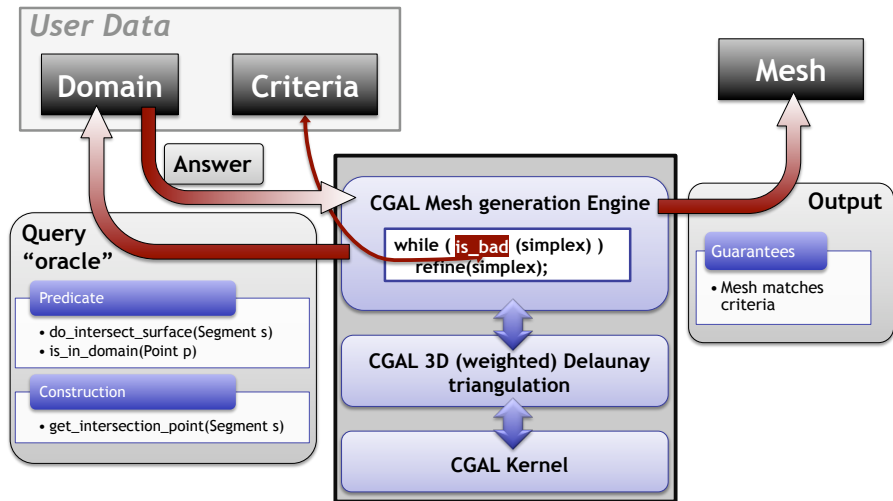 User Data
Domain
Criteria
Mesh
Answer
Query
“oracle”
Predicate
• do_intersect_surface(Segment s)
• is_in_domain(Point p)
Construction
• get_intersection_point(Segment s)
CGAL Mesh generation Engine
while ( is_bad (simplex) )
refine(simplex);
CGAL 3D (weighted) Delaunay
triangulation
CGAL Kernel
Output
Guarantees
• Mesh matches
criteria